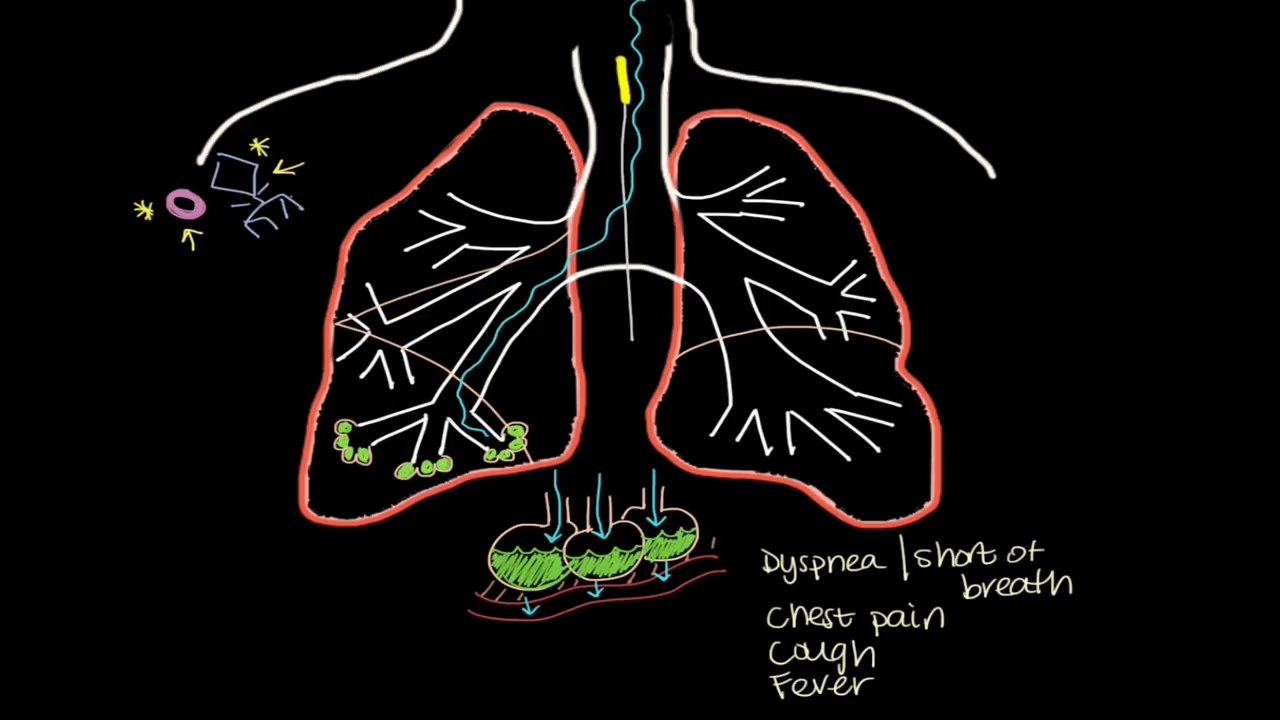 Dyspnea | short of
breath
Chest pain
Cough
Fever